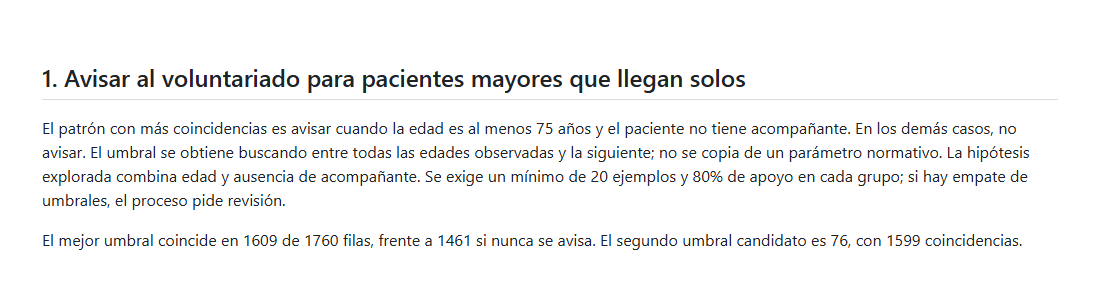 1. Avisar al voluntariado para pacientes mayores que llegan solos
El patrón con más coincidencias es avisar cuando la edad es al menos 75 años y el paciente no tiene acompañante. En los demás casos, no
avisar. El umbral se obtiene buscando entre todas las edades observadas y la siguiente; no se copia de un parámetro normativo. La hipótesis
explorada combina edad y ausencia de acompañante. Se exige un mínimo de 20 ejemplos y 80% de apoyo en cada grupo; si hay empate de
umbrales, el proceso pide revisión.
El mejor umbral coincide en 1609 de 1760 filas, frente a 1461 si nunca se avisa. El segundo umbral candidato es 76, con 1599 coincidencias.